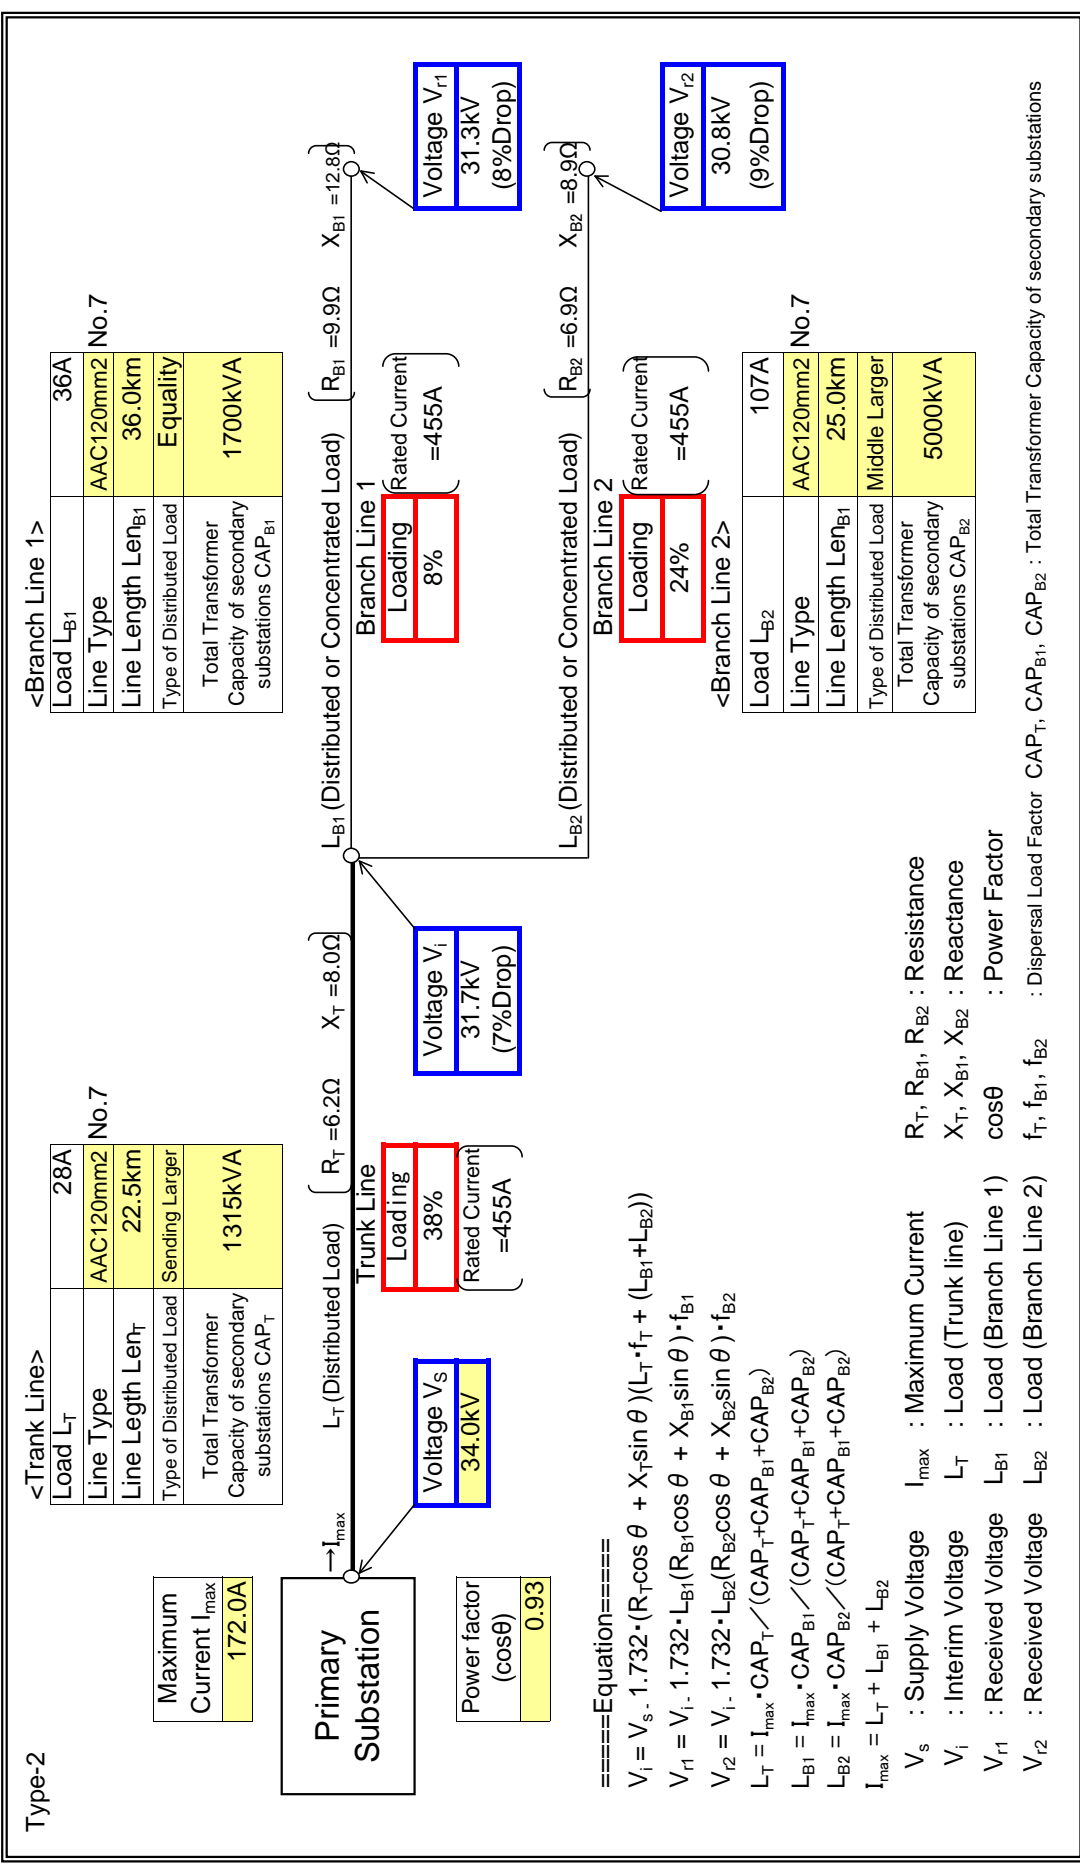 Type-2
<Trank Line>
Load LT 28A
Line Type AAC120mm2 No.7
Line Legth LenT 22.5km
Type of Distributed Load Sending Larger
Total Transformer
Capacity of secondary
substations CAPT
1315kVA
<Branch Line 1>
Load LB1 36A
Line Type AAC120mm2 No.7
Line Length LenB1 36.0km
Type of Distributed Load Equality
Total Transformer
Capacity of secondary
substations CAPB1
1700kVA
Maximum
Current Imax
172.0A
Primary
Substation
→Imax
Power factor
(cosθ)
0.93
LT (Distributed Load)
RT =6.2Ω XT =8.0Ω
Trunk Line
Loading
38%
Rated Current
=455A
Voltage VS
34.0kV
Voltage Vi
31.7kV
(7%Drop)
LB1 (Distributed or Concentrated Load)
RB1 =9.9Ω XB1 =12.8Ω
Branch Line 1
Loading
8%
Rated Current
=455A
Voltage Vr1
31.3kV
(8%Drop)
LB2 (Distributed or Concentrated Load)
RB2 =6.9Ω XB2 =8.9Ω
Branch Line 2
Loading
24%
Rated Current
=455A
Voltage Vr2
30.8kV
(9%Drop)
<Branch Line 2>
Load LB2 107A
Line Type AAC120mm2 No.7
Line Length LenB1 25.0km
Type of Distributed Load Middle Larger
Total Transformer
Capacity of secondary
substations CAPB2
5000kVA
=====Equation=====
Vi = Vs - 1.732・(RTcosθ + XTsinθ)(LT・fT + (LB1+LB2))
Vr1 = Vi - 1.732・LB1(RB1cosθ + XB1sinθ)・fB1
Vr2 = Vi - 1.732・LB2(RB2cosθ + XB2sinθ)・fB2
LT = Imax・CAPT／(CAPT+CAPB1+CAPB2)
LB1 = Imax・CAPB1／(CAPT+CAPB1+CAPB2)
LB2 = Imax・CAPB2／(CAPT+CAPB1+CAPB2)
Imax = LT + LB1 + LB2
Vs : Supply Voltage Imax : Maximum Current RT, RB1, RB2 : Resistance
Vi : Interim Voltage LT : Load (Trunk line) XT, XB1, XB2 : Reactance
Vr1 : Received Voltage LB1 : Load (Branch Line 1) cosθ : Power Factor
Vr2 : Received Voltage LB2 : Load (Branch Line 2) fT, fB1, fB2 : Dispersal Load Factor CAPT, CAPB1, CAPB2 : Total Transformer Capacity of secondary substations